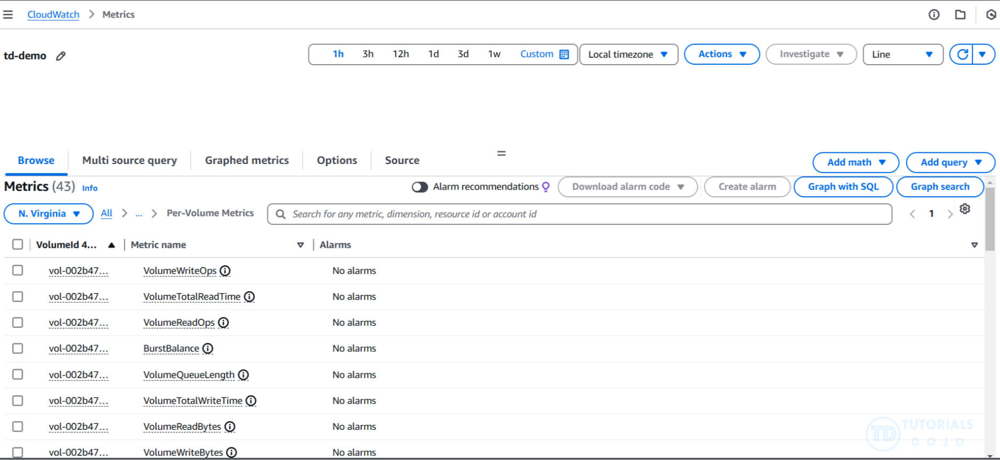 CloudWatch > Metrics
td-demo
1h 3h 12h 1d 3d 1w Custom Local timezone Actions Investigate Line
Browse Multi source query Graphed metrics Options Source
Add math Add query
Metrics (43) Info
Alarm recommendations Download alarm code Create alarm Graph with SQL Graph search
N. Virginia All > ... > Per-Volume Metrics Search for any metric, dimension, resource id or account id 1
VolumeId 4... Metric name Alarms
vol-002b47... VolumeWriteOps No alarms
vol-002b47... VolumeTotalReadTime No alarms
vol-002b47... VolumeReadOps No alarms
vol-002b47... BurstBalance No alarms
vol-002b47... VolumeQueueLength No alarms
vol-002b47... VolumeTotalWriteTime No alarms
vol-002b47... VolumeReadBytes No alarms
vol-002b47... VolumeWriteBytes No alarms
TD TUTORIALS
DOJO